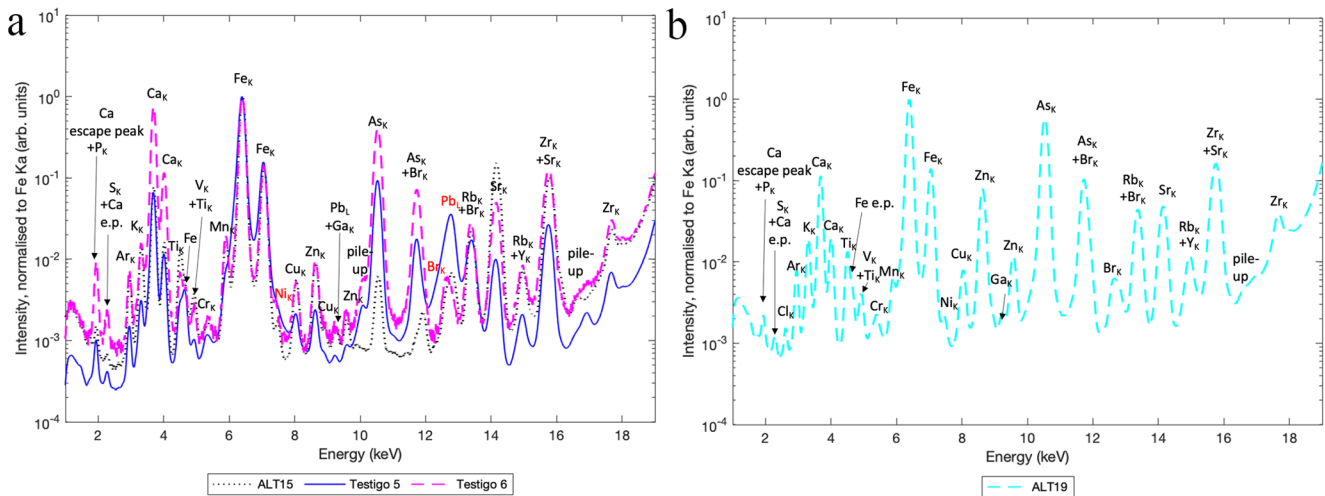 a
Intensity, normalised to Fe Ka (arb. units)
10¹
10⁰
10⁻¹
10⁻²
10⁻³
10⁻⁴
Ca
escape peak
+P_K
S_K
+Ca
e.p.
Ar_K
K_K
Ca_K
Ca_K
Ti_K
Fe
V_K
+Ti_K
Cr_K
Mn_K
Fe_K
Fe_K
Ni_K
Cu_K
Zn_K
Cu_K
Pb_L
+Ga_K
Zn_K
pile-
up
As_K
As_K
+Br_K
Br_K
Pb_L
Rb_K
+Br_K
Sr_K
Rb_K
+Y_K
Zr_K
+Sr_K
pile-
up
Zr_K
2 4 6 8 10 12 14 16 18
Energy (keV)
ALT15 Testigo 5 Testigo 6
b
Intensity, normalised to Fe Ka (arb. units)
10¹
10⁰
10⁻¹
10⁻²
10⁻³
10⁻⁴
Ca
escape peak
+P_K
S_K
+Ca
e.p.
Cl_K
Ar_K
K_K
Ca_K
Ca_K
Ti_K
Fe e.p.
V_K
+Ti_K
Cr_K
Mn_K
Fe_K
Fe_K
Ni_K
Cu_K
Zn_K
Ga_K
Zn_K
As_K
As_K
+Br_K
Br_K
Rb_K
+Br_K
Sr_K
Rb_K
+Y_K
Zr_K
+Sr_K
pile-
up
Zr_K
2 4 6 8 10 12 14 16 18
Energy (keV)
ALT19